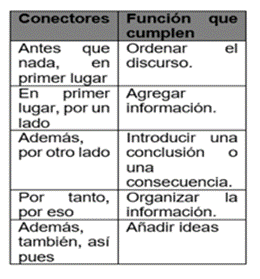 Conectores Función que
cumplen
Antes que Ordenar el
nada, en discurso.
primer lugar
En primer Agregar
lugar, por un información.
lado
Además, Introducir una
por otro lado conclusión o
una
consecuencia.
Por tanto, Organizar la
por eso información.
Además, Añadir ideas
también, así
pues